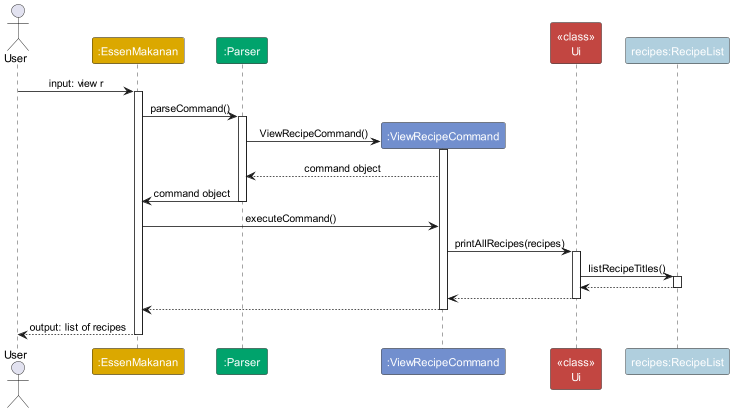 User
:EssenMakanan
:Parser
«class»
Ui
recipes:RecipeList
input: view r
parseCommand()
ViewRecipeCommand()
:ViewRecipeCommand
command object
command object
executeCommand()
printAllRecipes(recipes)
listRecipeTitles()
output: list of recipes
User
:EssenMakanan
:Parser
:ViewRecipeCommand
«class»
Ui
recipes:RecipeList